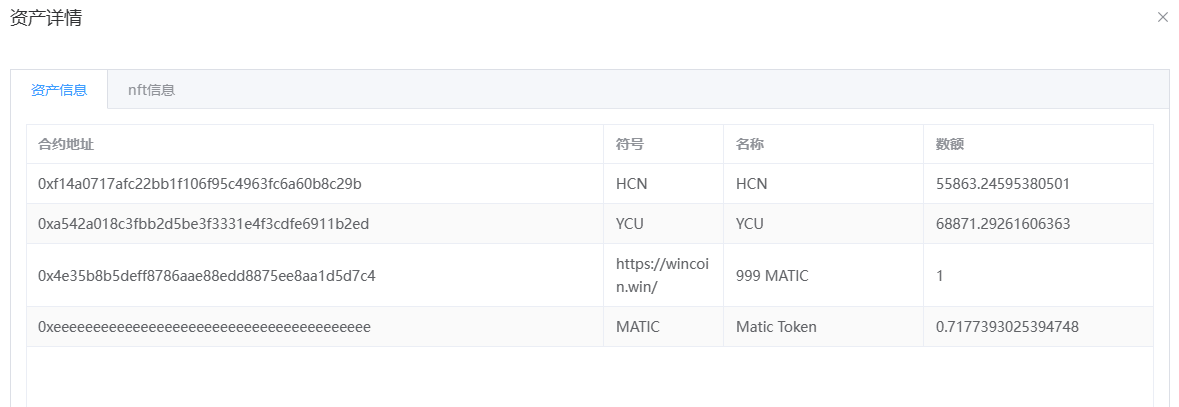 资产详情
资产信息
nft信息
合约地址 符号 名称 数额
0xf14a0717afc22bb1f106f95c4963fc6a60b8c29b HCN HCN 55863.24595380501
0xa542a018c3fbb2d5be3f3331e4f3cdfe6911b2ed YCU YCU 68871.29261606363
0x4e35b8b5deff8786aae88edd8875ee8aa1d5d7c4 https://wincoi
n.win/ 999 MATIC 1
0xeeeeeeeeeeeeeeeeeeeeeeeeeeeeeeeeeeeeeeee MATIC Matic Token 0.7177393025394748